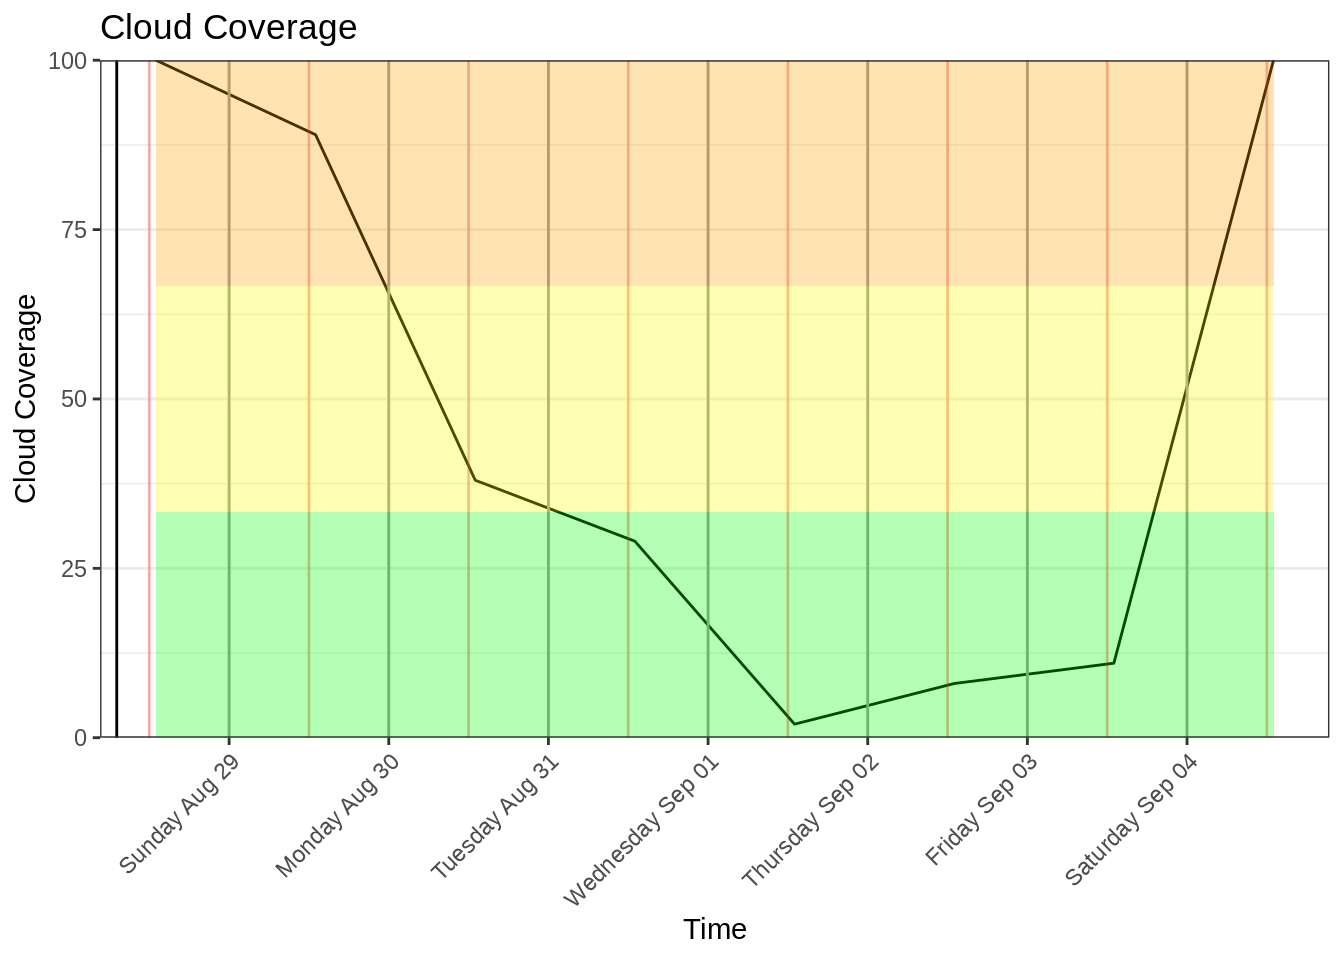 Cloud Coverage
Cloud Coverage
100
75
50
25
0
Sunday Aug 29
Monday Aug 30
Tuesday Aug 31
Wednesday Sep 01
Thursday Sep 02
Friday Sep 03
Saturday Sep 04
Time